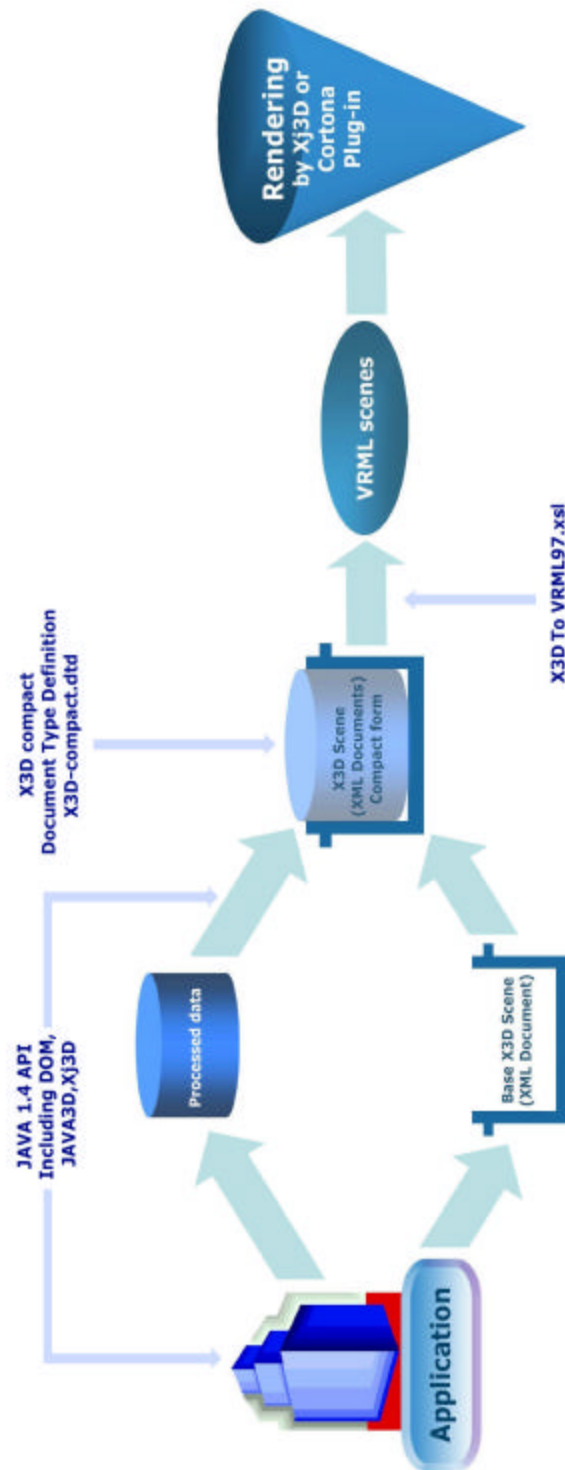 JAVA 1.4 API
Including DOM,
JAVA3D,Xj3D
X3D compact
Document Type Definition
X3D-compact.dtd
Application
Processed data
Base X3D Scene
(XML Document)
X3D Scene
(XML Documents)
Compact form
X3D To VRML97.xsl
VRML scenes
Rendering
by Xj3D or
Cortona
Plug-in